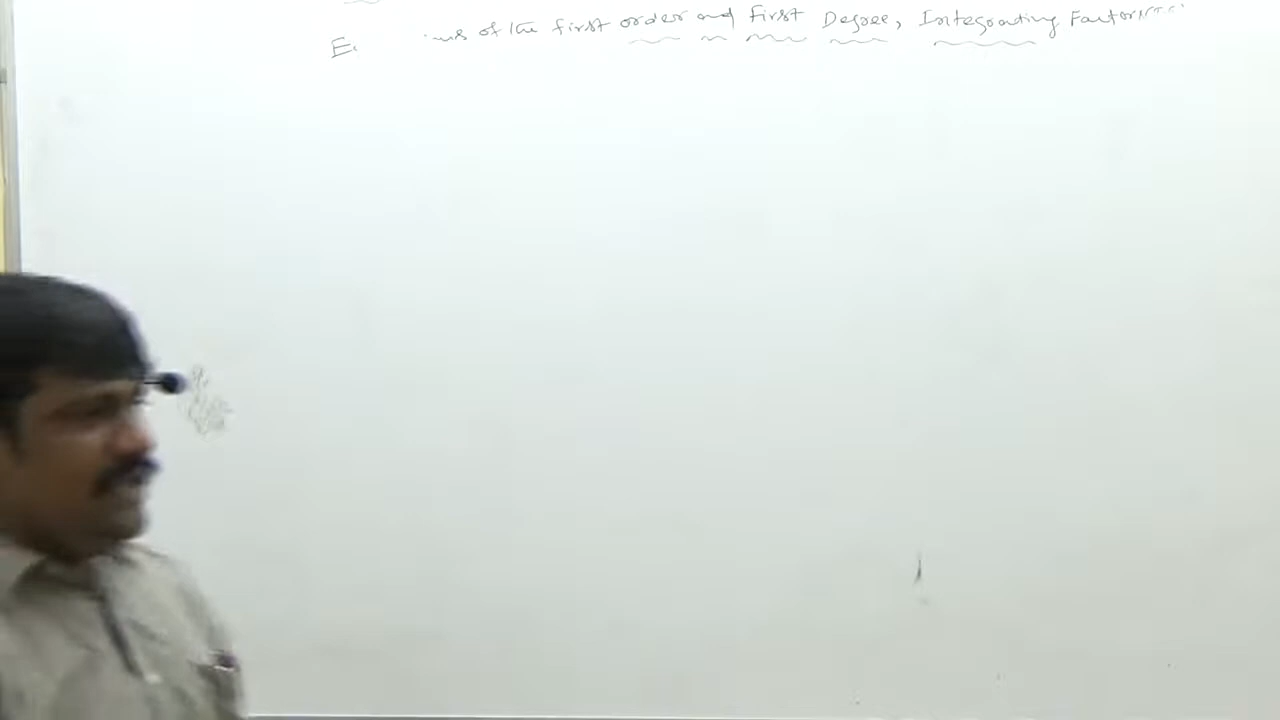 of the first order and first Degree, Integrating Factor